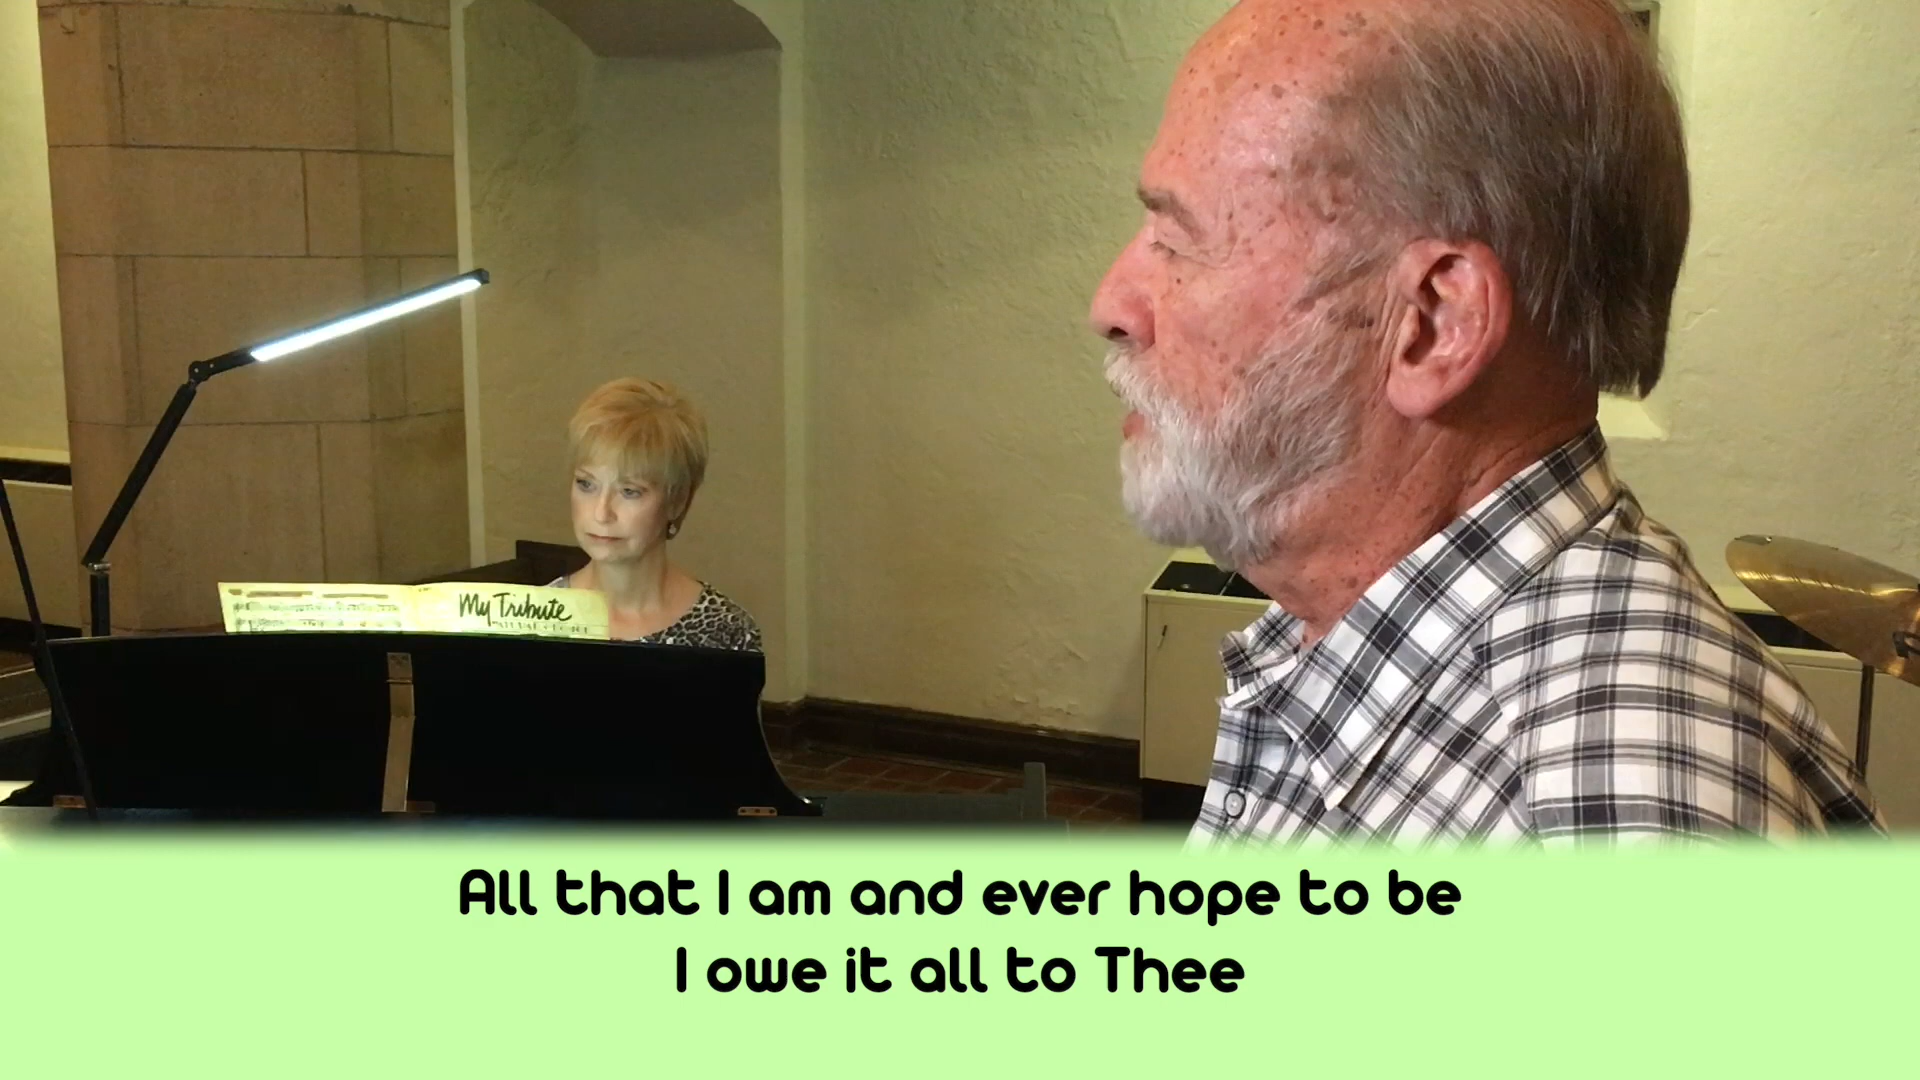 My Tribute
All that I am and ever hope to be
I owe it all to Thee